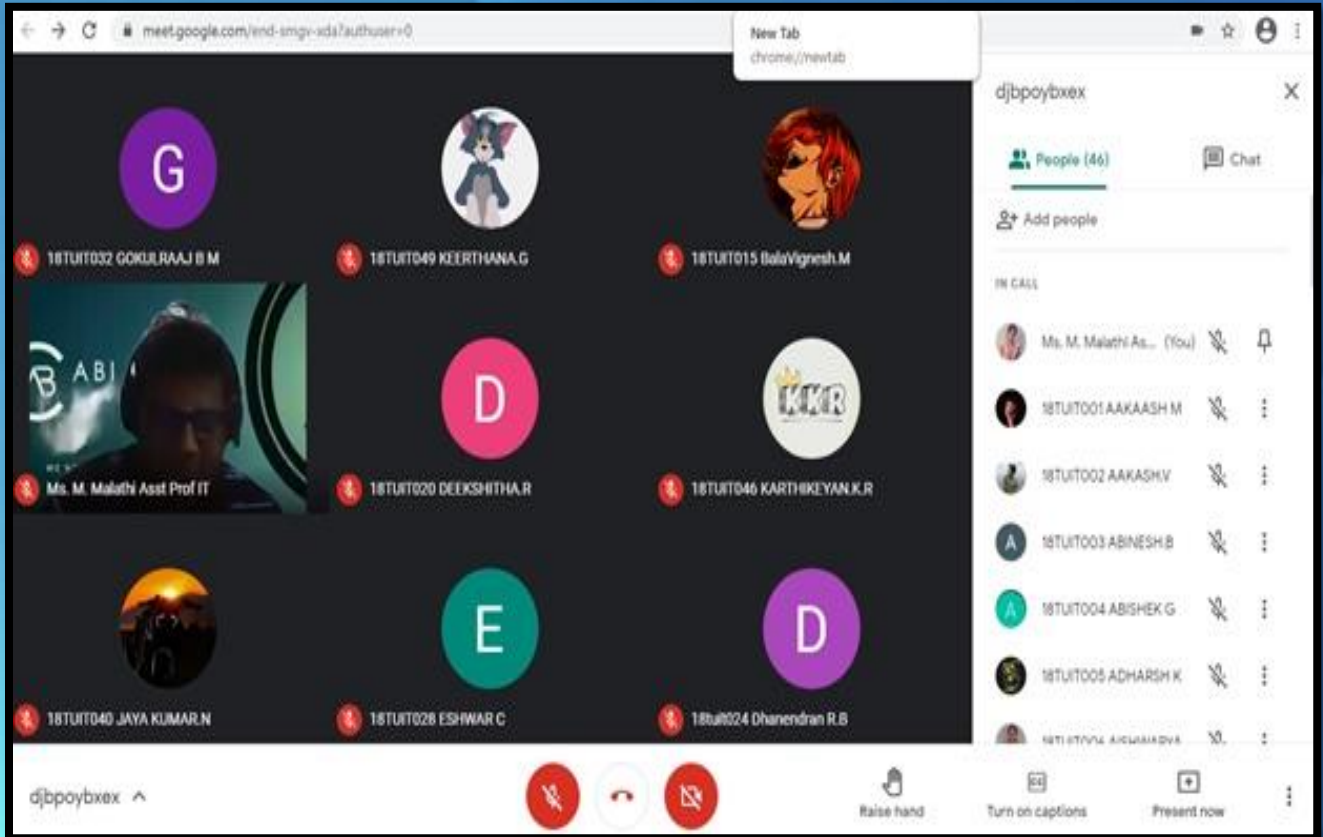 meet.google.com/end-smgv-xda?authuser=0
New Tab
chrome://newtab
G
18TUIT032 GOKULRAAJ B M
18TUIT049 KEERTHANA.G
18TUIT015 BalaVignesh.M
ABI
Ms. M. Malathi Asst Prof IT
D
18TUIT020 DEEKSHITHA.R
KKR
18TUIT046 KARTHIKEYAN.K.R
18TUIT040 JAYA KUMAR.N
E
18TUIT028 ESHWAR C
D
18tuit024 Dhanendran R.B
djbpoybxex
People (46)
Chat
Add people
IN CALL
Ms. M. Malathi As... (You)
18TUIT001 AAKAASH M
18TUIT002 AAKASH.V
A
18TUIT003 ABINESH.B
A
18TUIT004 ABISHEK G
18TUIT005 ADHARSH K
djbpoybxex
Raise hand
Turn on captions
Present now